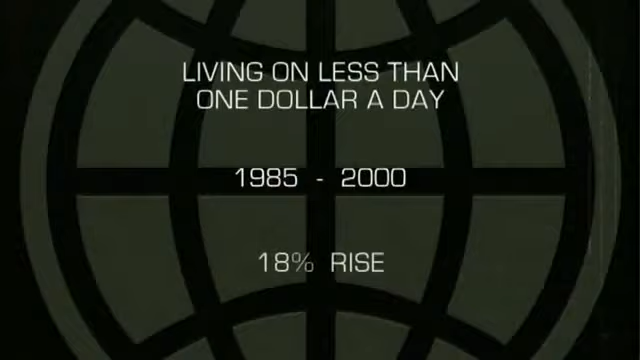 LIVING ON LESS THAN
ONE DOLLAR A DAY
1985 - 2000
18% RISE